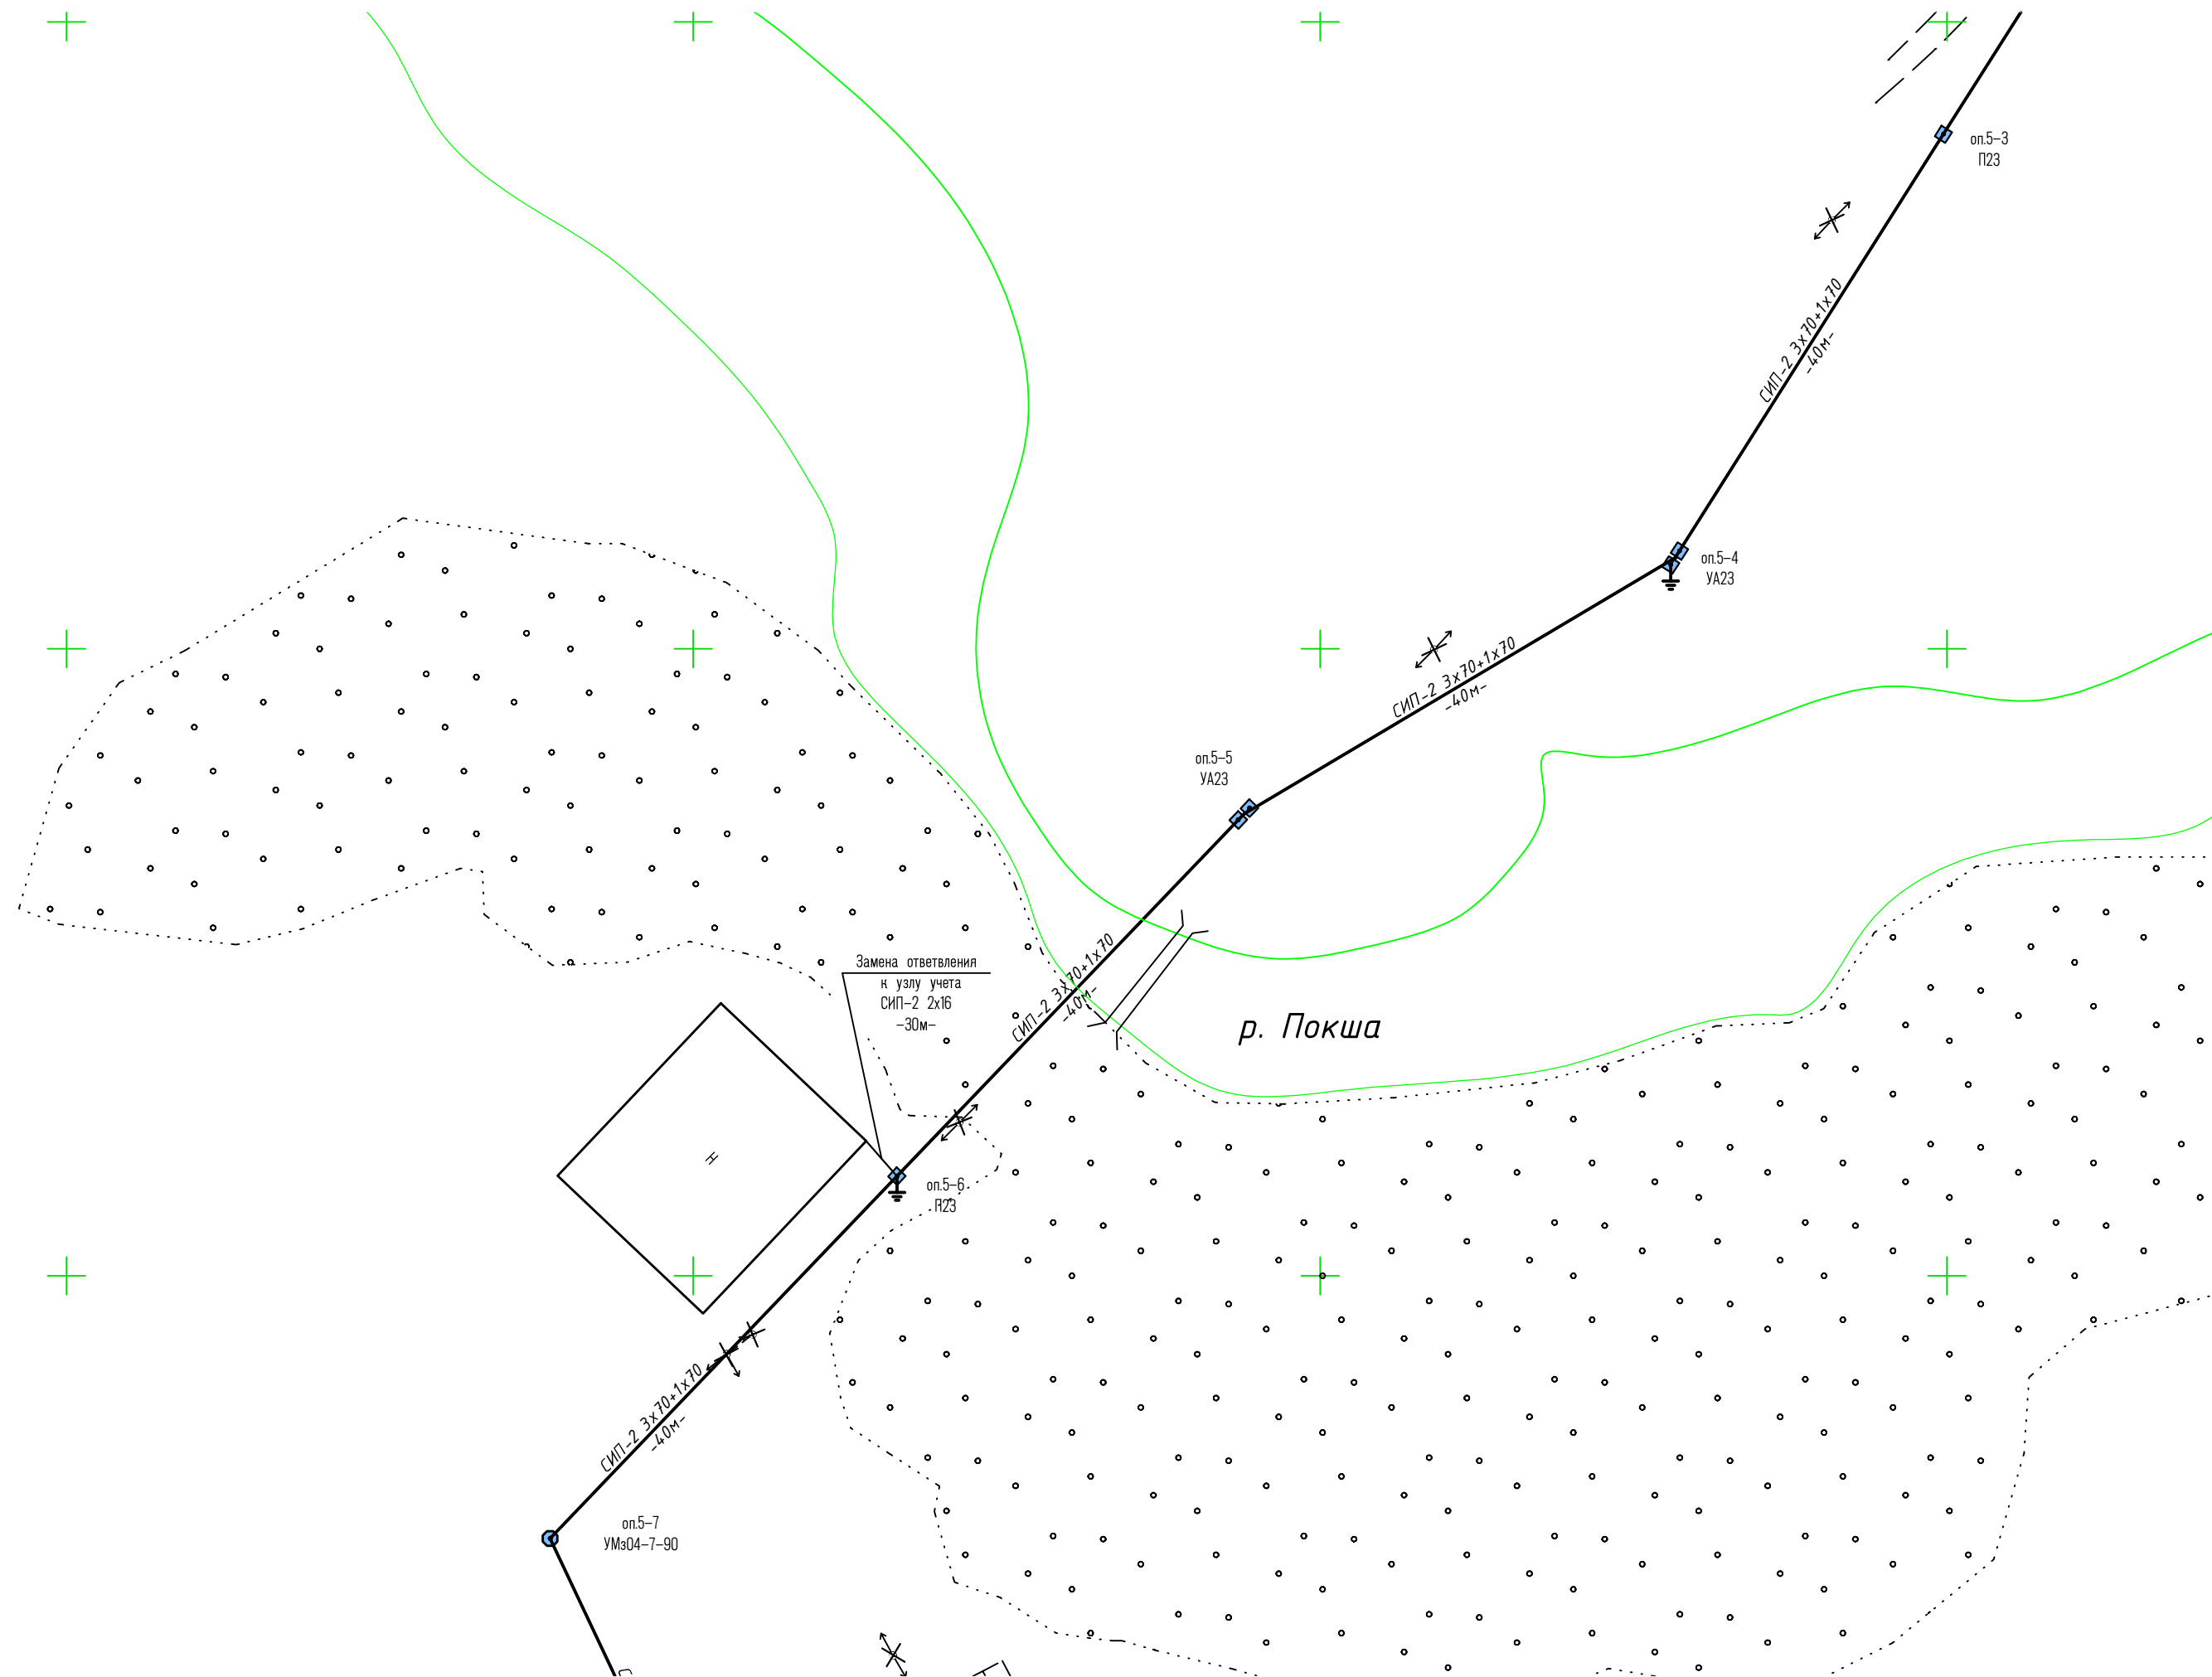 оп.5-3
П23
СИП-2 3х70+1х70
-40м-
оп.5-4
УА23
СИП-2 3х70+1х70
-40м-
оп.5-5
УА23
СИП-2 3х70+1х70
-40м-
Замена ответвления
к узлу учета
СИП-2 2х16
-30м-
р. Покша
Н
оп.5-6
П23
СИП-2 3х70+1х70
-40м-
оп.5-7
УМз04-7-90